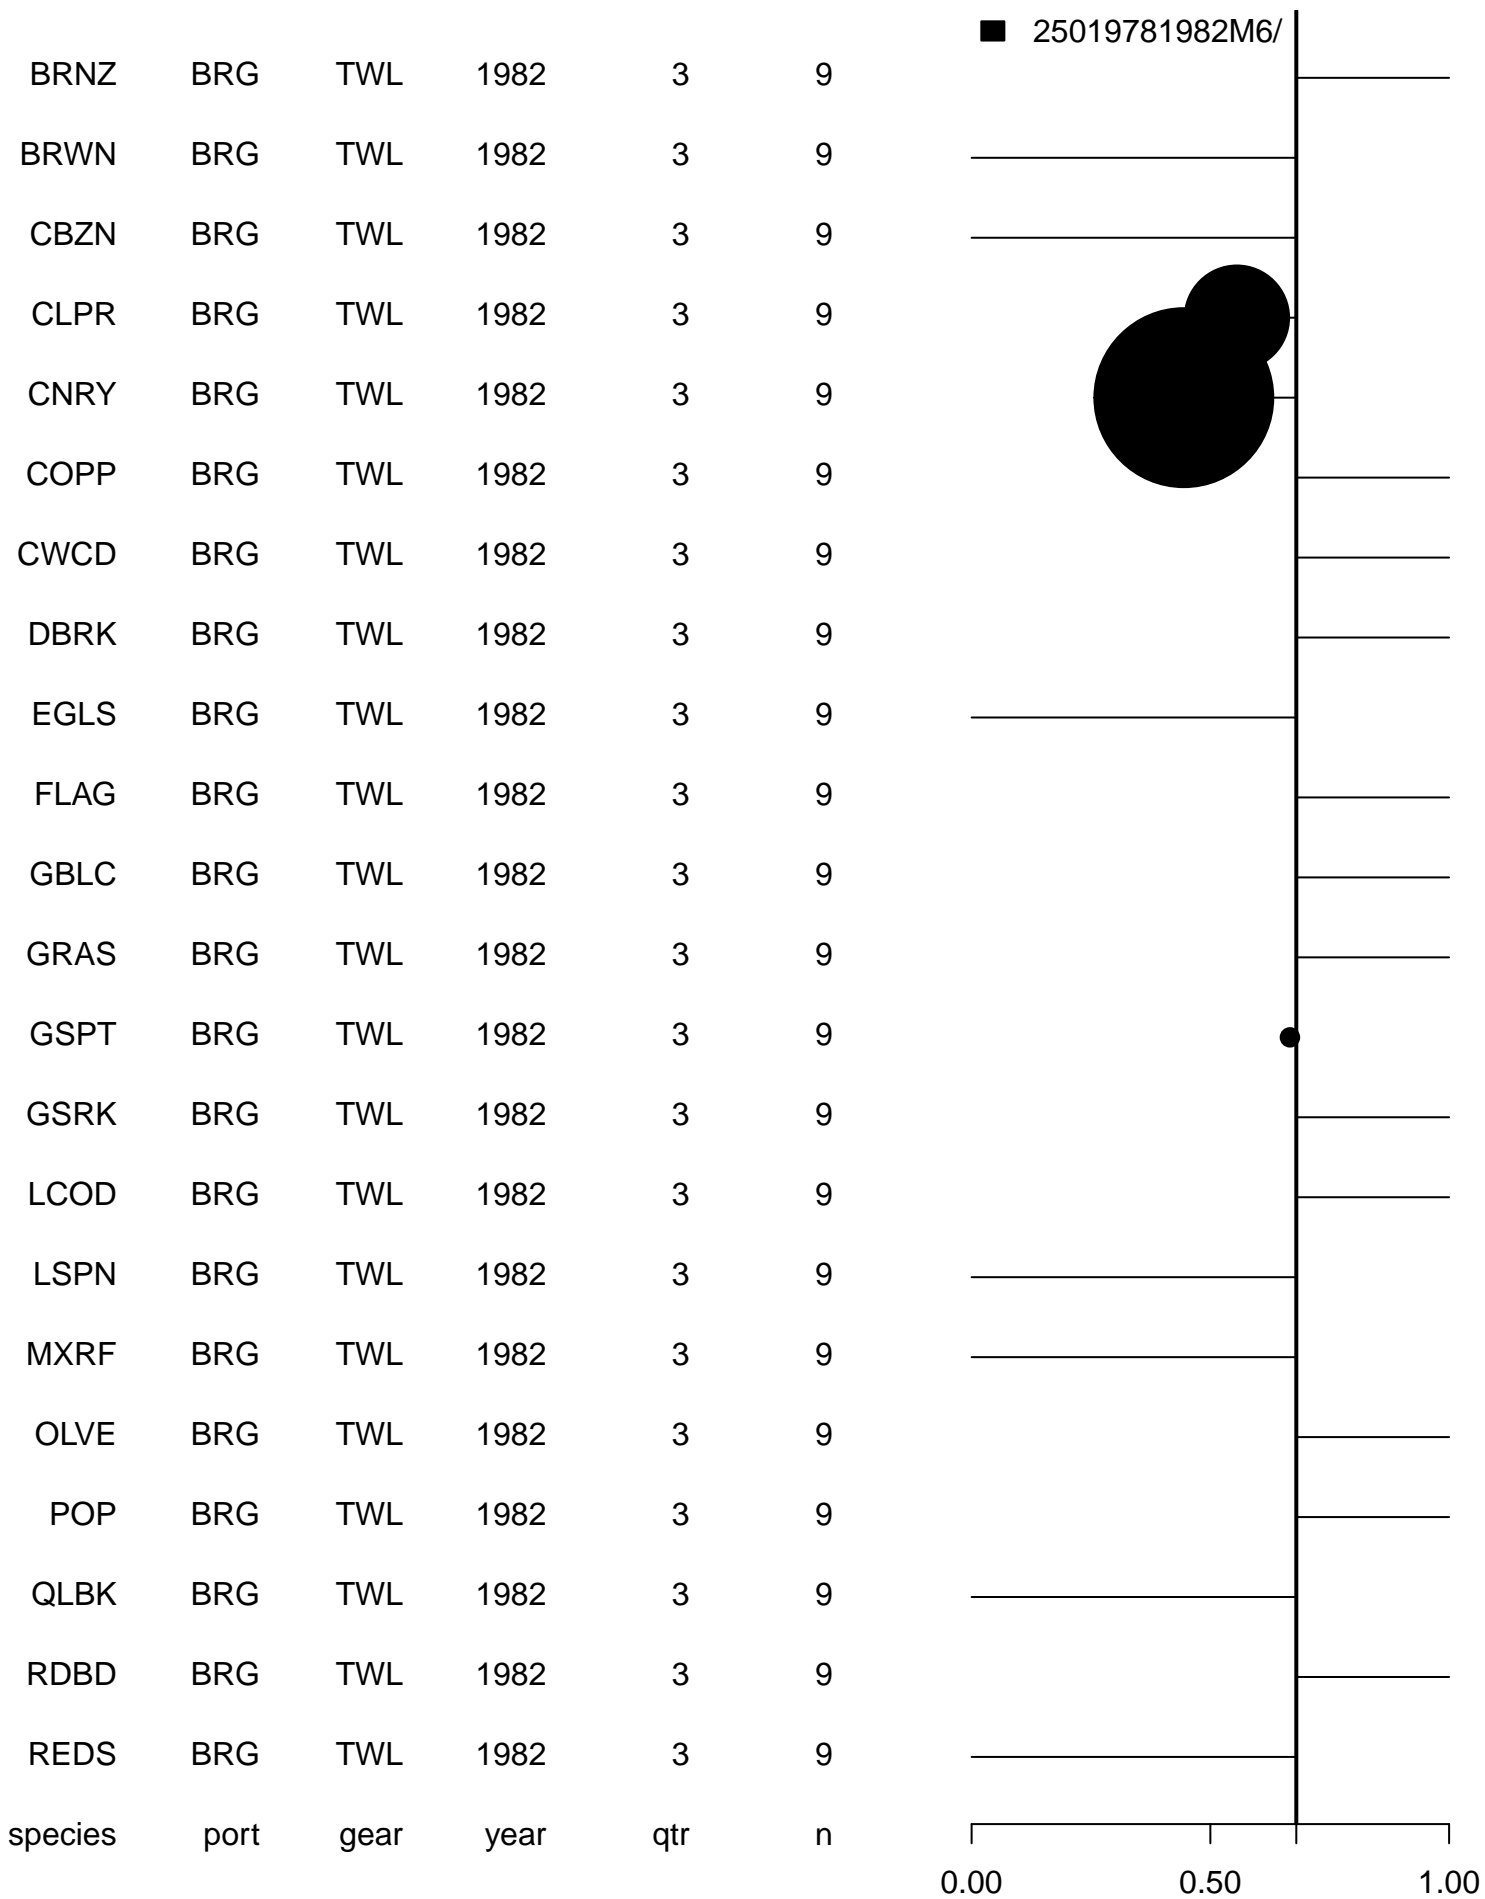 25019781982M6/
BRNZ BRG TWL 1982 3 9
BRWN BRG TWL 1982 3 9
CBZN BRG TWL 1982 3 9
CLPR BRG TWL 1982 3 9
CNRY BRG TWL 1982 3 9
COPP BRG TWL 1982 3 9
CWCD BRG TWL 1982 3 9
DBRK BRG TWL 1982 3 9
EGLS BRG TWL 1982 3 9
FLAG BRG TWL 1982 3 9
GBLC BRG TWL 1982 3 9
GRAS BRG TWL 1982 3 9
GSPT BRG TWL 1982 3 9
GSRK BRG TWL 1982 3 9
LCOD BRG TWL 1982 3 9
LSPN BRG TWL 1982 3 9
MXRF BRG TWL 1982 3 9
OLVE BRG TWL 1982 3 9
POP BRG TWL 1982 3 9
QLBK BRG TWL 1982 3 9
RDBD BRG TWL 1982 3 9
REDS BRG TWL 1982 3 9
species port gear year qtr n
0.00 0.50 1.00